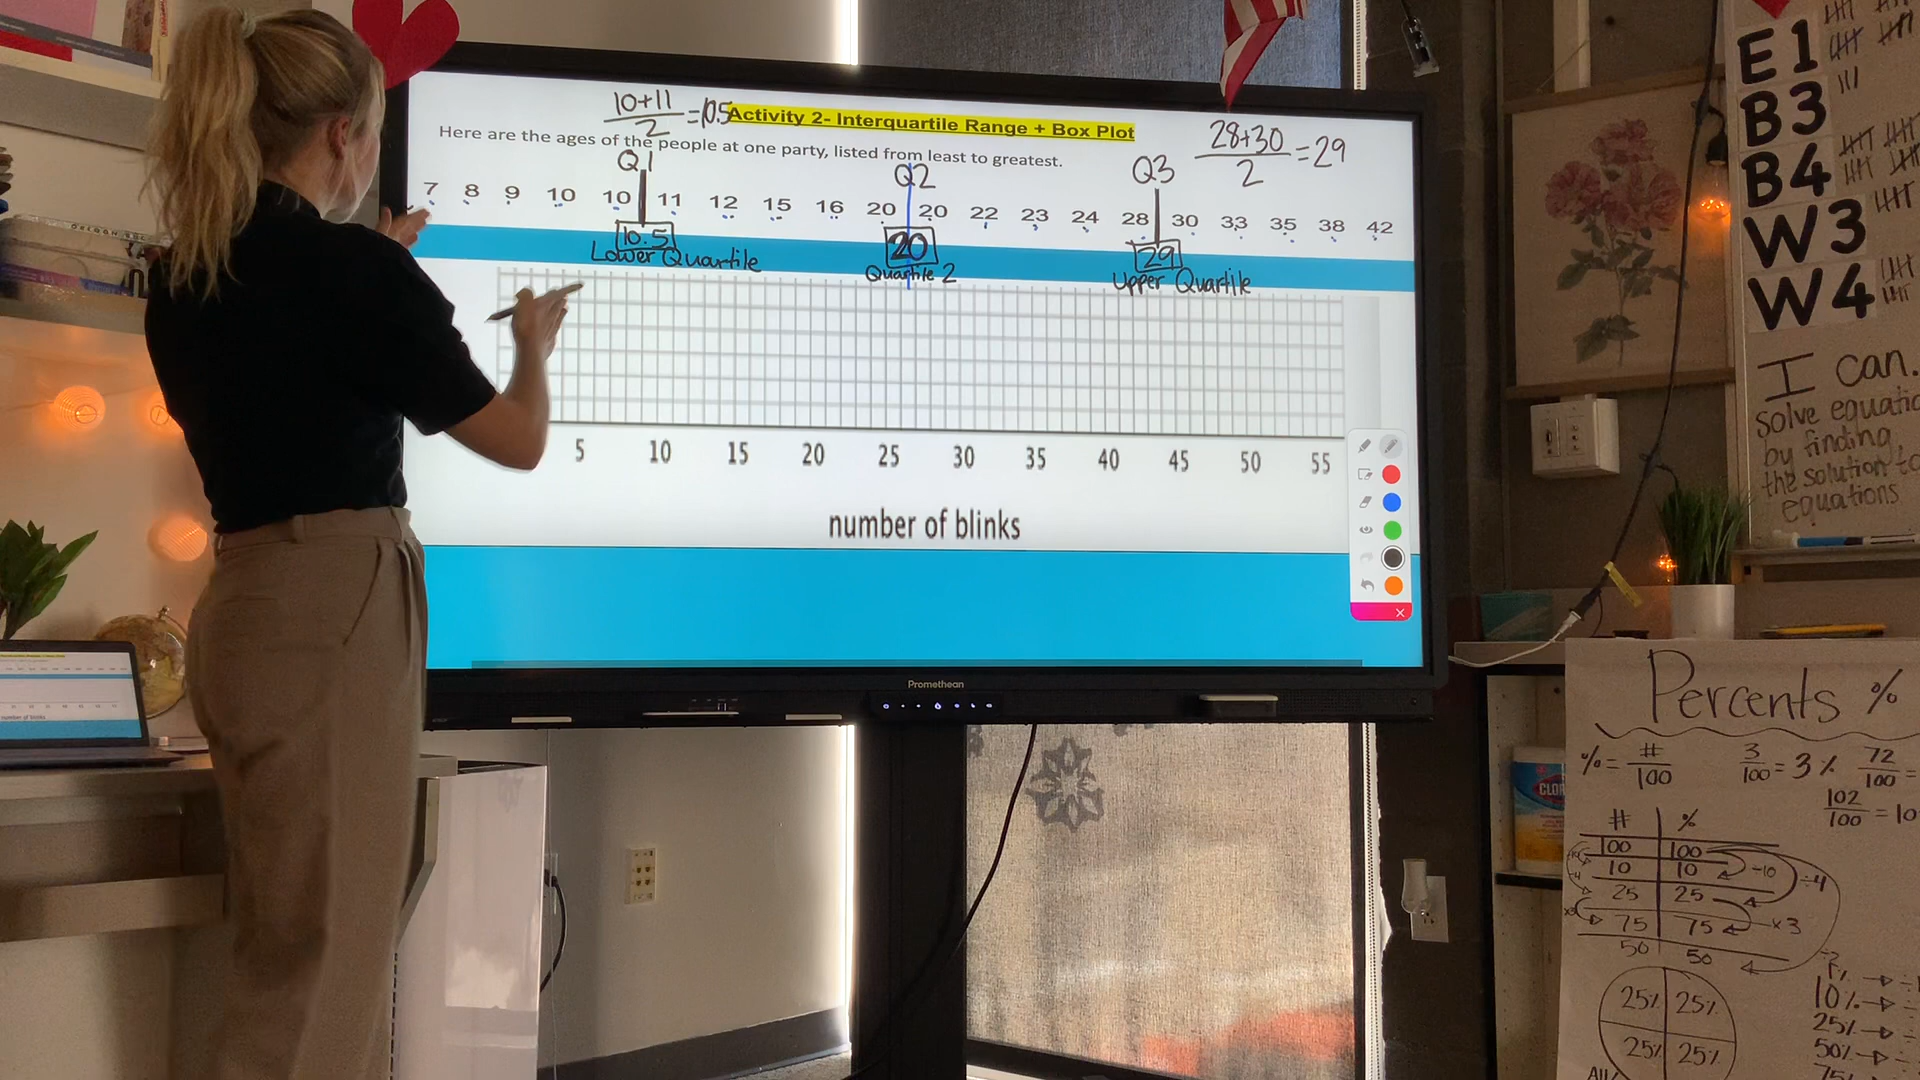 10+11
2
=10.5
Activity 2- Interquartile Range + Box Plot
28+30
2
=29
Here are the ages of the people at one party, listed from least to greatest.
Q1
Q2
Q3
7 8 9 10 10 11 12 15 16 20 20 22 23 24 28 30 33 35 38 42
10.5
20
29
Lower Quartile
Quartile 2
Upper Quartile
5 10 15 20 25 30 35 40 45 50 55
number of blinks
Promethean
E1
B3
B4
W3
W4
I can
solve
by finding
the solution to
equations
Percents %
% = #
100
3
100
= 3%
72
100
=
102
100
= 10
# %
100 100
10 10
25 25
75 75
50 50
÷10
÷4
x3
25% 25%
25% 25%
10%
25%
50%
CLOR